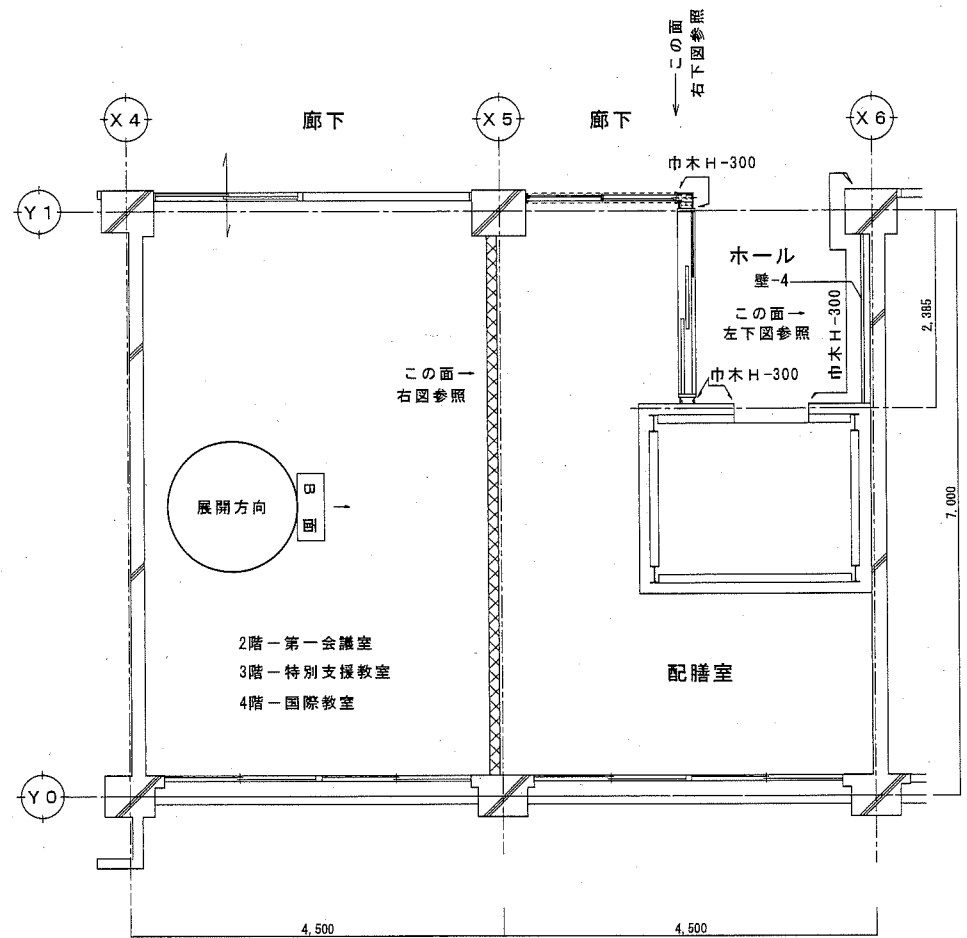 この面
右下図参照
X4
廊下
X5
廊下
X6
巾木H-300
Y1
ホール
壁-4
この面
左下図参照
巾木H-300
2,385
この面
右図参照
巾木H-300
展開方向
B面
7,000
2階－第一会議室
3階－特別支援教室
4階－国際教室
配膳室
Y0
4,500
4,500